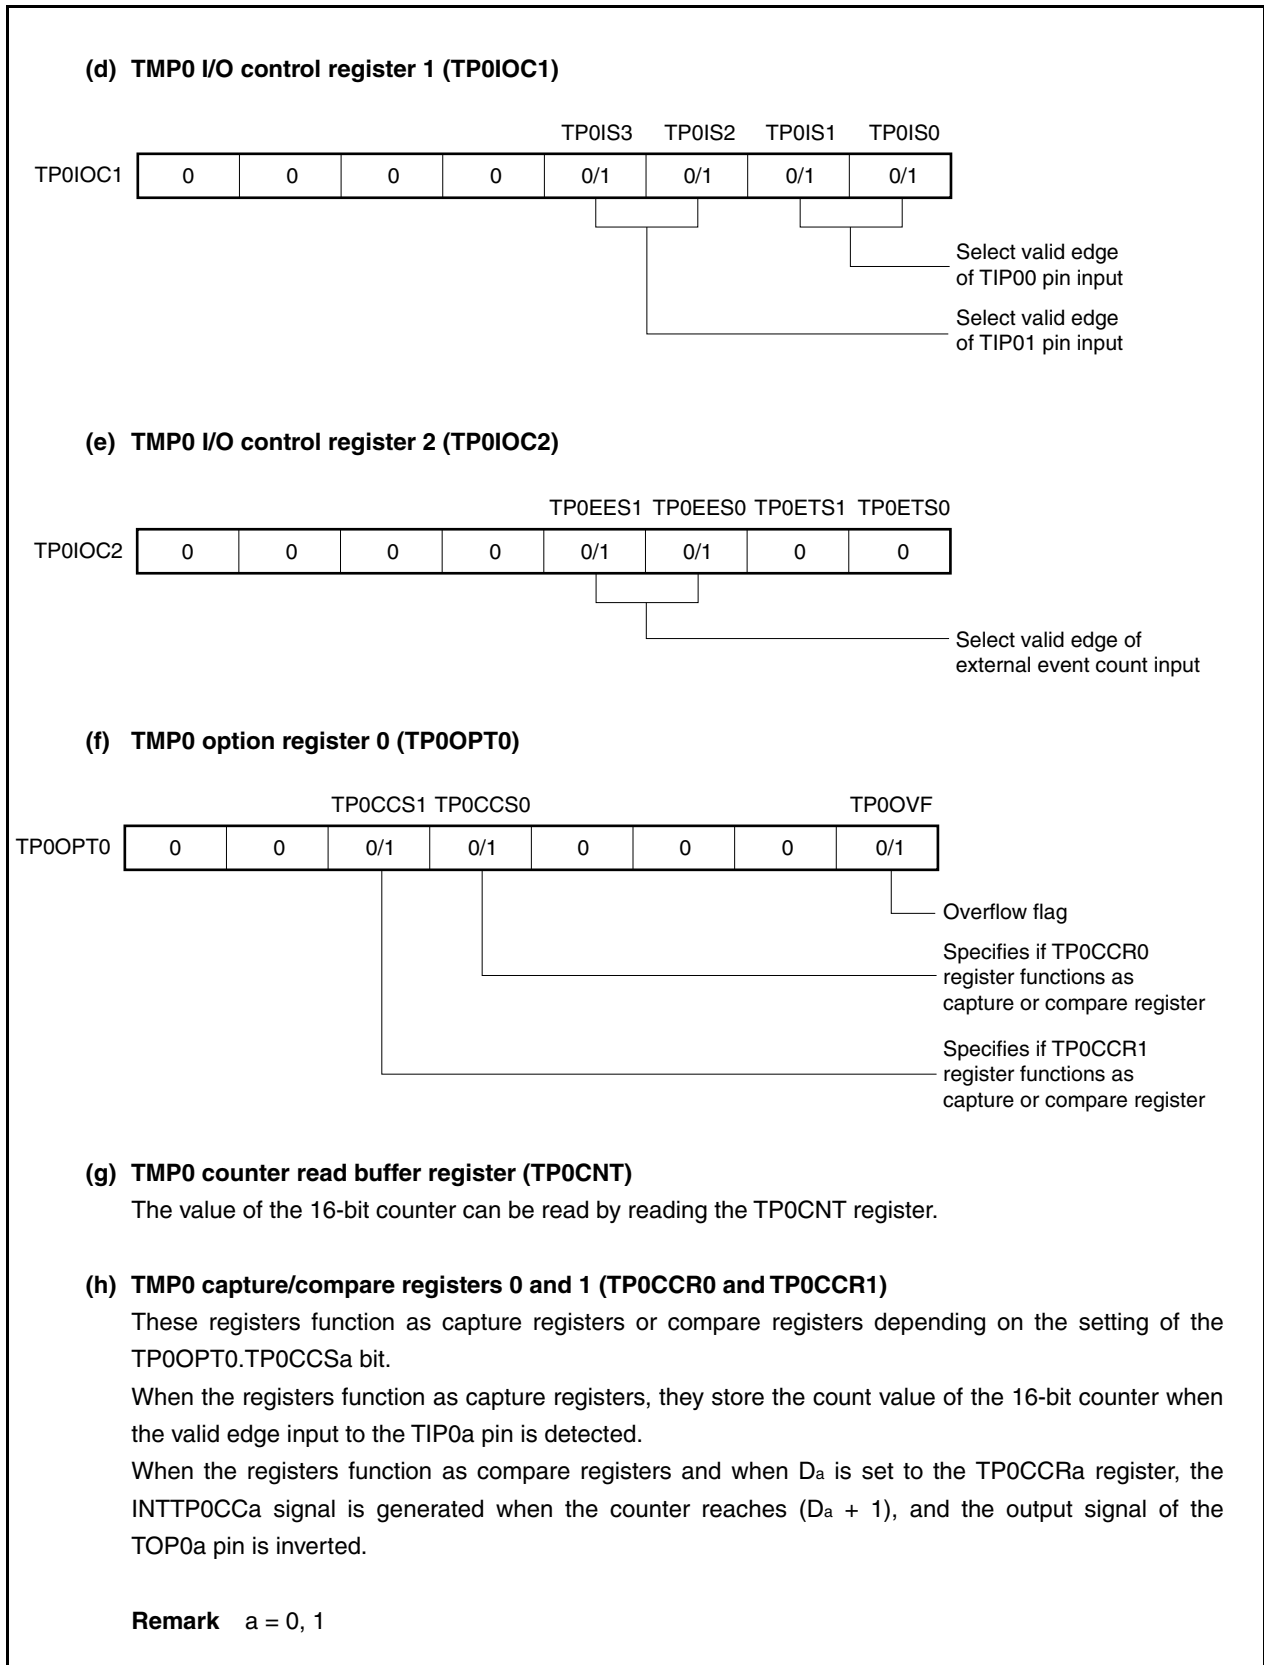 (d) TMP0 I/O control register 1 (TP0IOC1)
TP0IS3 TP0IS2 TP0IS1 TP0IS0
TP0IOC1 0 0 0 0 0/1 0/1 0/1 0/1
Select valid edge
of TIP00 pin input
Select valid edge
of TIP01 pin input
(e) TMP0 I/O control register 2 (TP0IOC2)
TP0EES1 TP0EES0 TP0ETS1 TP0ETS0
TP0IOC2 0 0 0 0 0/1 0/1 0 0
Select valid edge of
external event count input
(f) TMP0 option register 0 (TP0OPT0)
TP0CCS1 TP0CCS0 TP0OVF
TP0OPT0 0 0 0/1 0/1 0 0 0 0/1
Overflow flag
Specifies if TP0CCR0
register functions as
capture or compare register
Specifies if TP0CCR1
register functions as
capture or compare register
(g) TMP0 counter read buffer register (TP0CNT)
The value of the 16-bit counter can be read by reading the TP0CNT register.
(h) TMP0 capture/compare registers 0 and 1 (TP0CCR0 and TP0CCR1)
These registers function as capture registers or compare registers depending on the setting of the
TP0OPT0.TP0CCSa bit.
When the registers function as capture registers, they store the count value of the 16-bit counter when
the valid edge input to the TIP0a pin is detected.
When the registers function as compare registers and when Da is set to the TP0CCRa register, the
INTTP0CCa signal is generated when the counter reaches (Da + 1), and the output signal of the
TOP0a pin is inverted.
Remark a = 0, 1